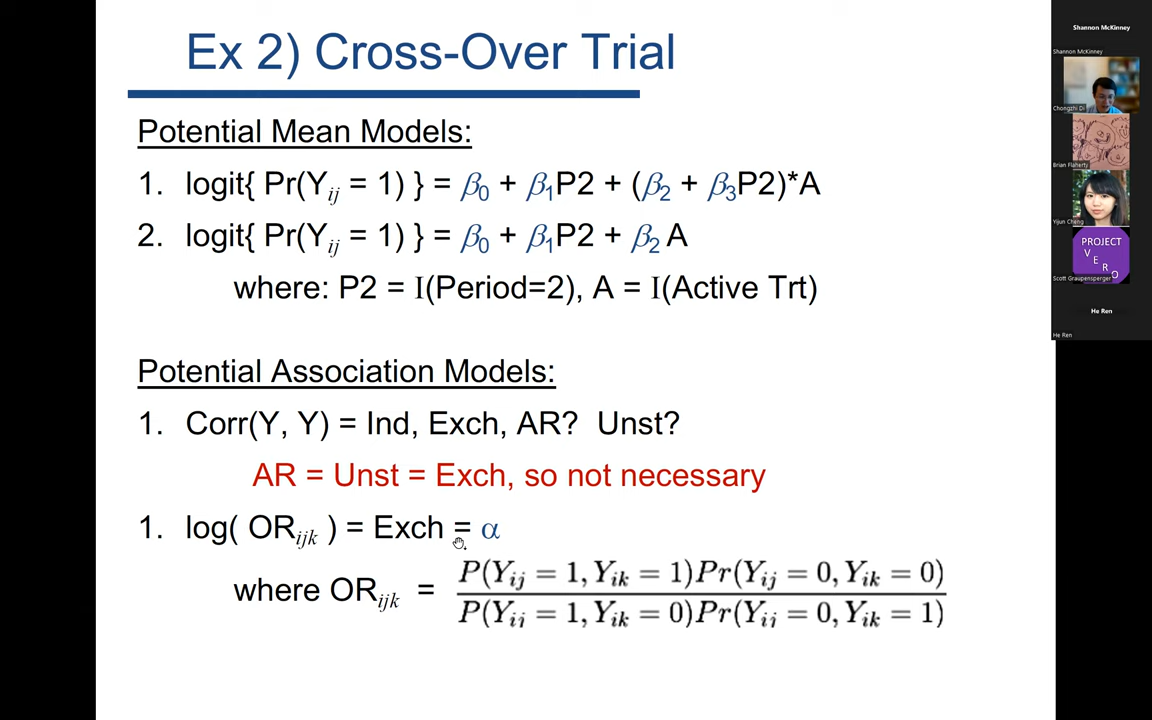 Ex 2) Cross-Over Trial
Potential Mean Models:
1. logit{ Pr(Yij = 1) } = β0 + β1P2 + (β2 + β3P2)*A
2. logit{ Pr(Yij = 1) } = β0 + β1P2 + β2 A
where: P2 = I(Period=2), A = I(Active Trt)
Potential Association Models:
1. Corr(Y, Y) = Ind, Exch, AR? Unst?
AR = Unst = Exch, so not necessary
1. log( ORijk ) = Exch = α
where ORijk = P(Yij = 1, Yik = 1)Pr(Yij = 0, Yik = 0)
P(Yij = 1, Yik = 0)Pr(Yij = 0, Yik = 1)
Shannon McKinney
Shannon McKinney
Chongzhi Di
Brian Flaherty
Yijun Cheng
PROJECT
V
E
R
O
Scott Graupensperger
He Ren
He Ren